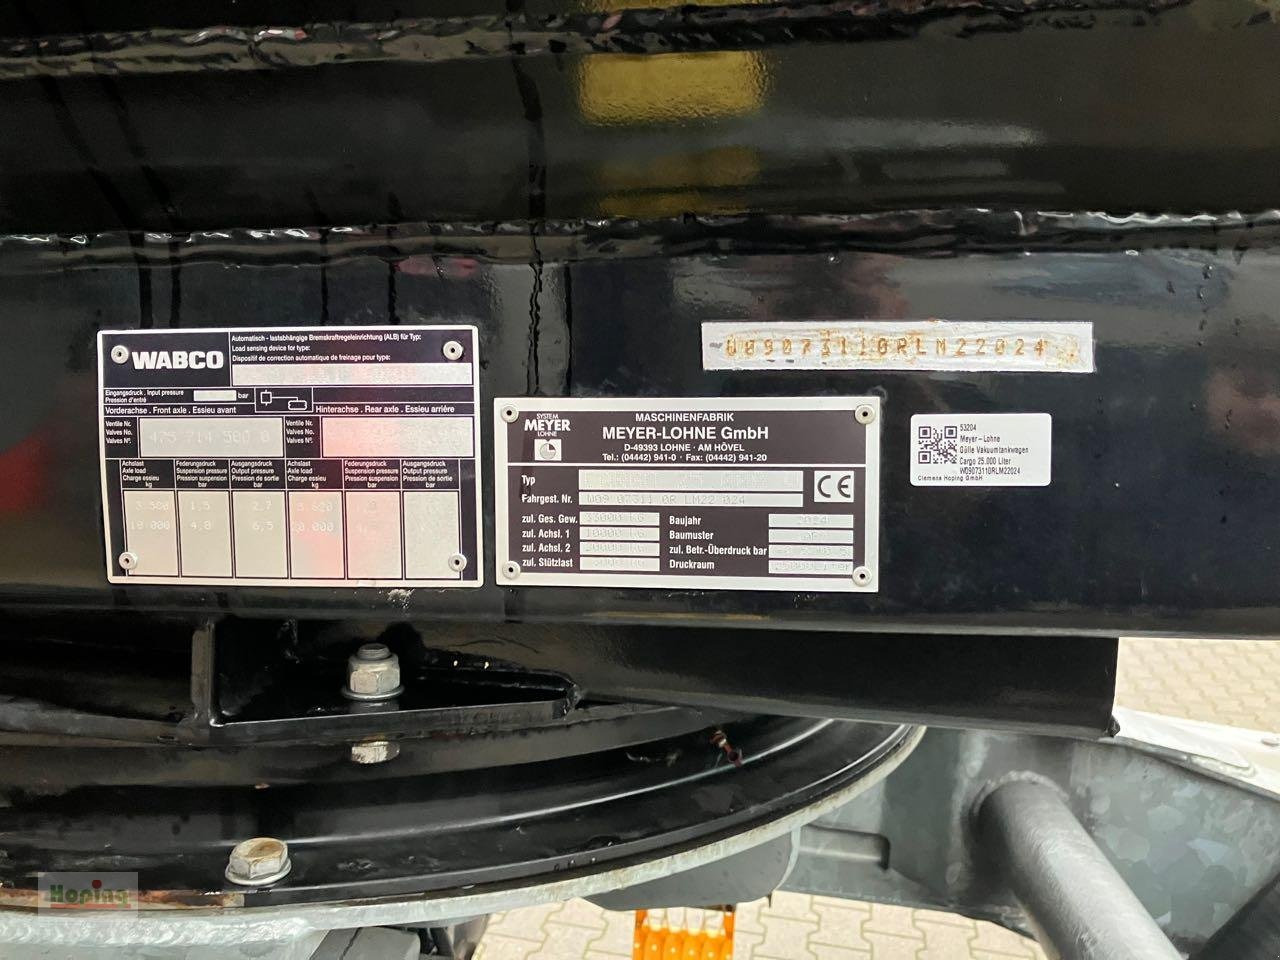 WABCO
Automatisch - lastabhängige Bremskraftregeleinrichtung (ALB) für Typ:
Load sensing device for type:
Dispositif de correction automatique de freinage pour type:
Eingangsdruck . Input pressure
Pression d'entré
bar
Vorderachse . Front axle . Essieu avant
Hinterachse . Rear axle . Essieu arriére
Ventile Nr.
Valves No.
Valves N°.
475 714 500 0
Ventile Nr.
Valves No.
Valves N°.
Achslast Federungsdruck Ausgangsdruck Achslast Federungsdruck Ausgangsdruck
Axle load Suspension pressure Output pressure Axle load Suspension pressure Output pressure
Charge essieu Pression suspension Pression de sortie Charge essieu Pression suspension Pression de sortie
kg bar bar kg bar bar
3.500 1,5 2,7
10.000 4,8 6,5
SYSTEM
MEYER
LOHNE
MASCHINENFABRIK
MEYER-LOHNE GmbH
D-49393 LOHNE · AM HÖVEL
Tel.: (04442) 941-0 · Fax: (04442) 941-20
Typ
CE
Fahrgest. Nr. W09 07311 0R LM22 024
zul. Ges. Gew. 33000 KG Baujahr 2024
zul. Achsl. 1 10000 KG Baumuster
zul. Achsl. 2 20000 KG zul. Betr.-Überdruck bar
zul. Stützlast 3000 KG Druckraum 25000Liter
W0907311 0RLM22024
53204
Meyer-Lohne
Gülle Vakuumtankwagen
Cargo 25.000 Liter
W0907311 0RLM22024
Clemens Hoping GmbH
Hoping